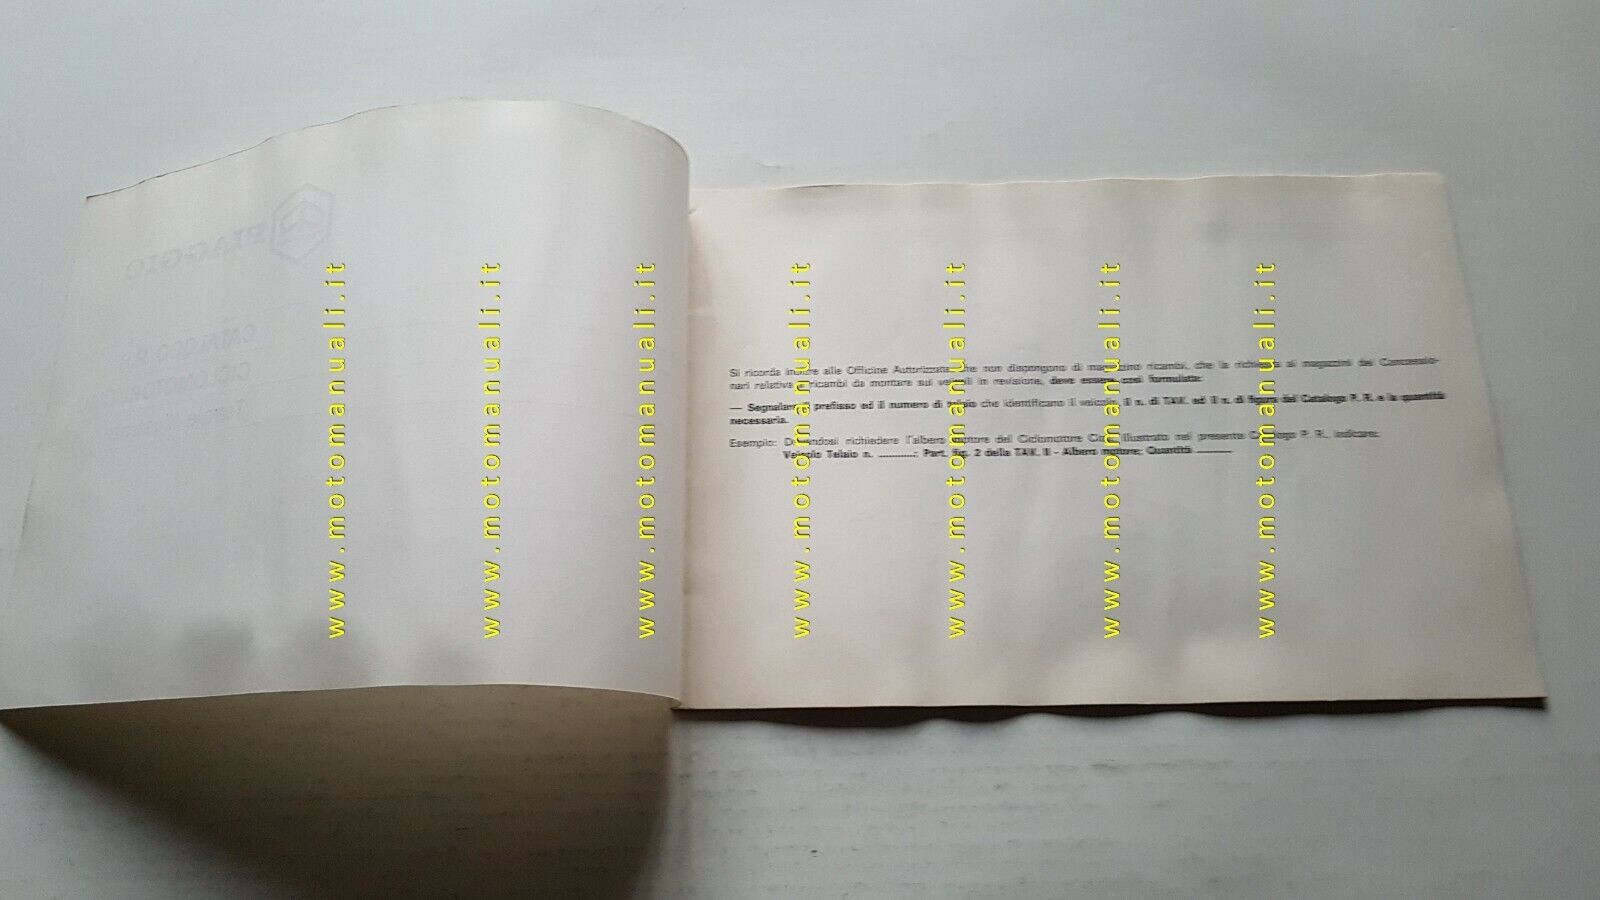 PIAGGIO
CATALOGO P.R.
www.motomanuali.it
www.motomanuali.it
www.motomanuali.it
www.motomanuali.it
www.motomanuali.it
www.motomanuali.it
www.motomanuali.it
Si ricorda inoltre alle Officine Autorizzate che non dispongono di magazzino ricambi, che la richiesta ai magazzini dei Concessio-
nari relativa a ricambi da montare sui veicoli in revisione, deve essere così formulata:
— Segnalare il prefisso ed il numero di telaio che identificano il veicolo, il n. di TAV. ed il n. di figura del Catalogo P. R. e la quantità
necessaria.
Esempio: Dovendosi richiedere l'albero motore del Ciclomotore Ciao, illustrato nel presente Catalogo P. R., indicare:
Veicolo Telaio n. ..........: Part. fig. 2 della TAV. II - Albero motore; Quantità ..........